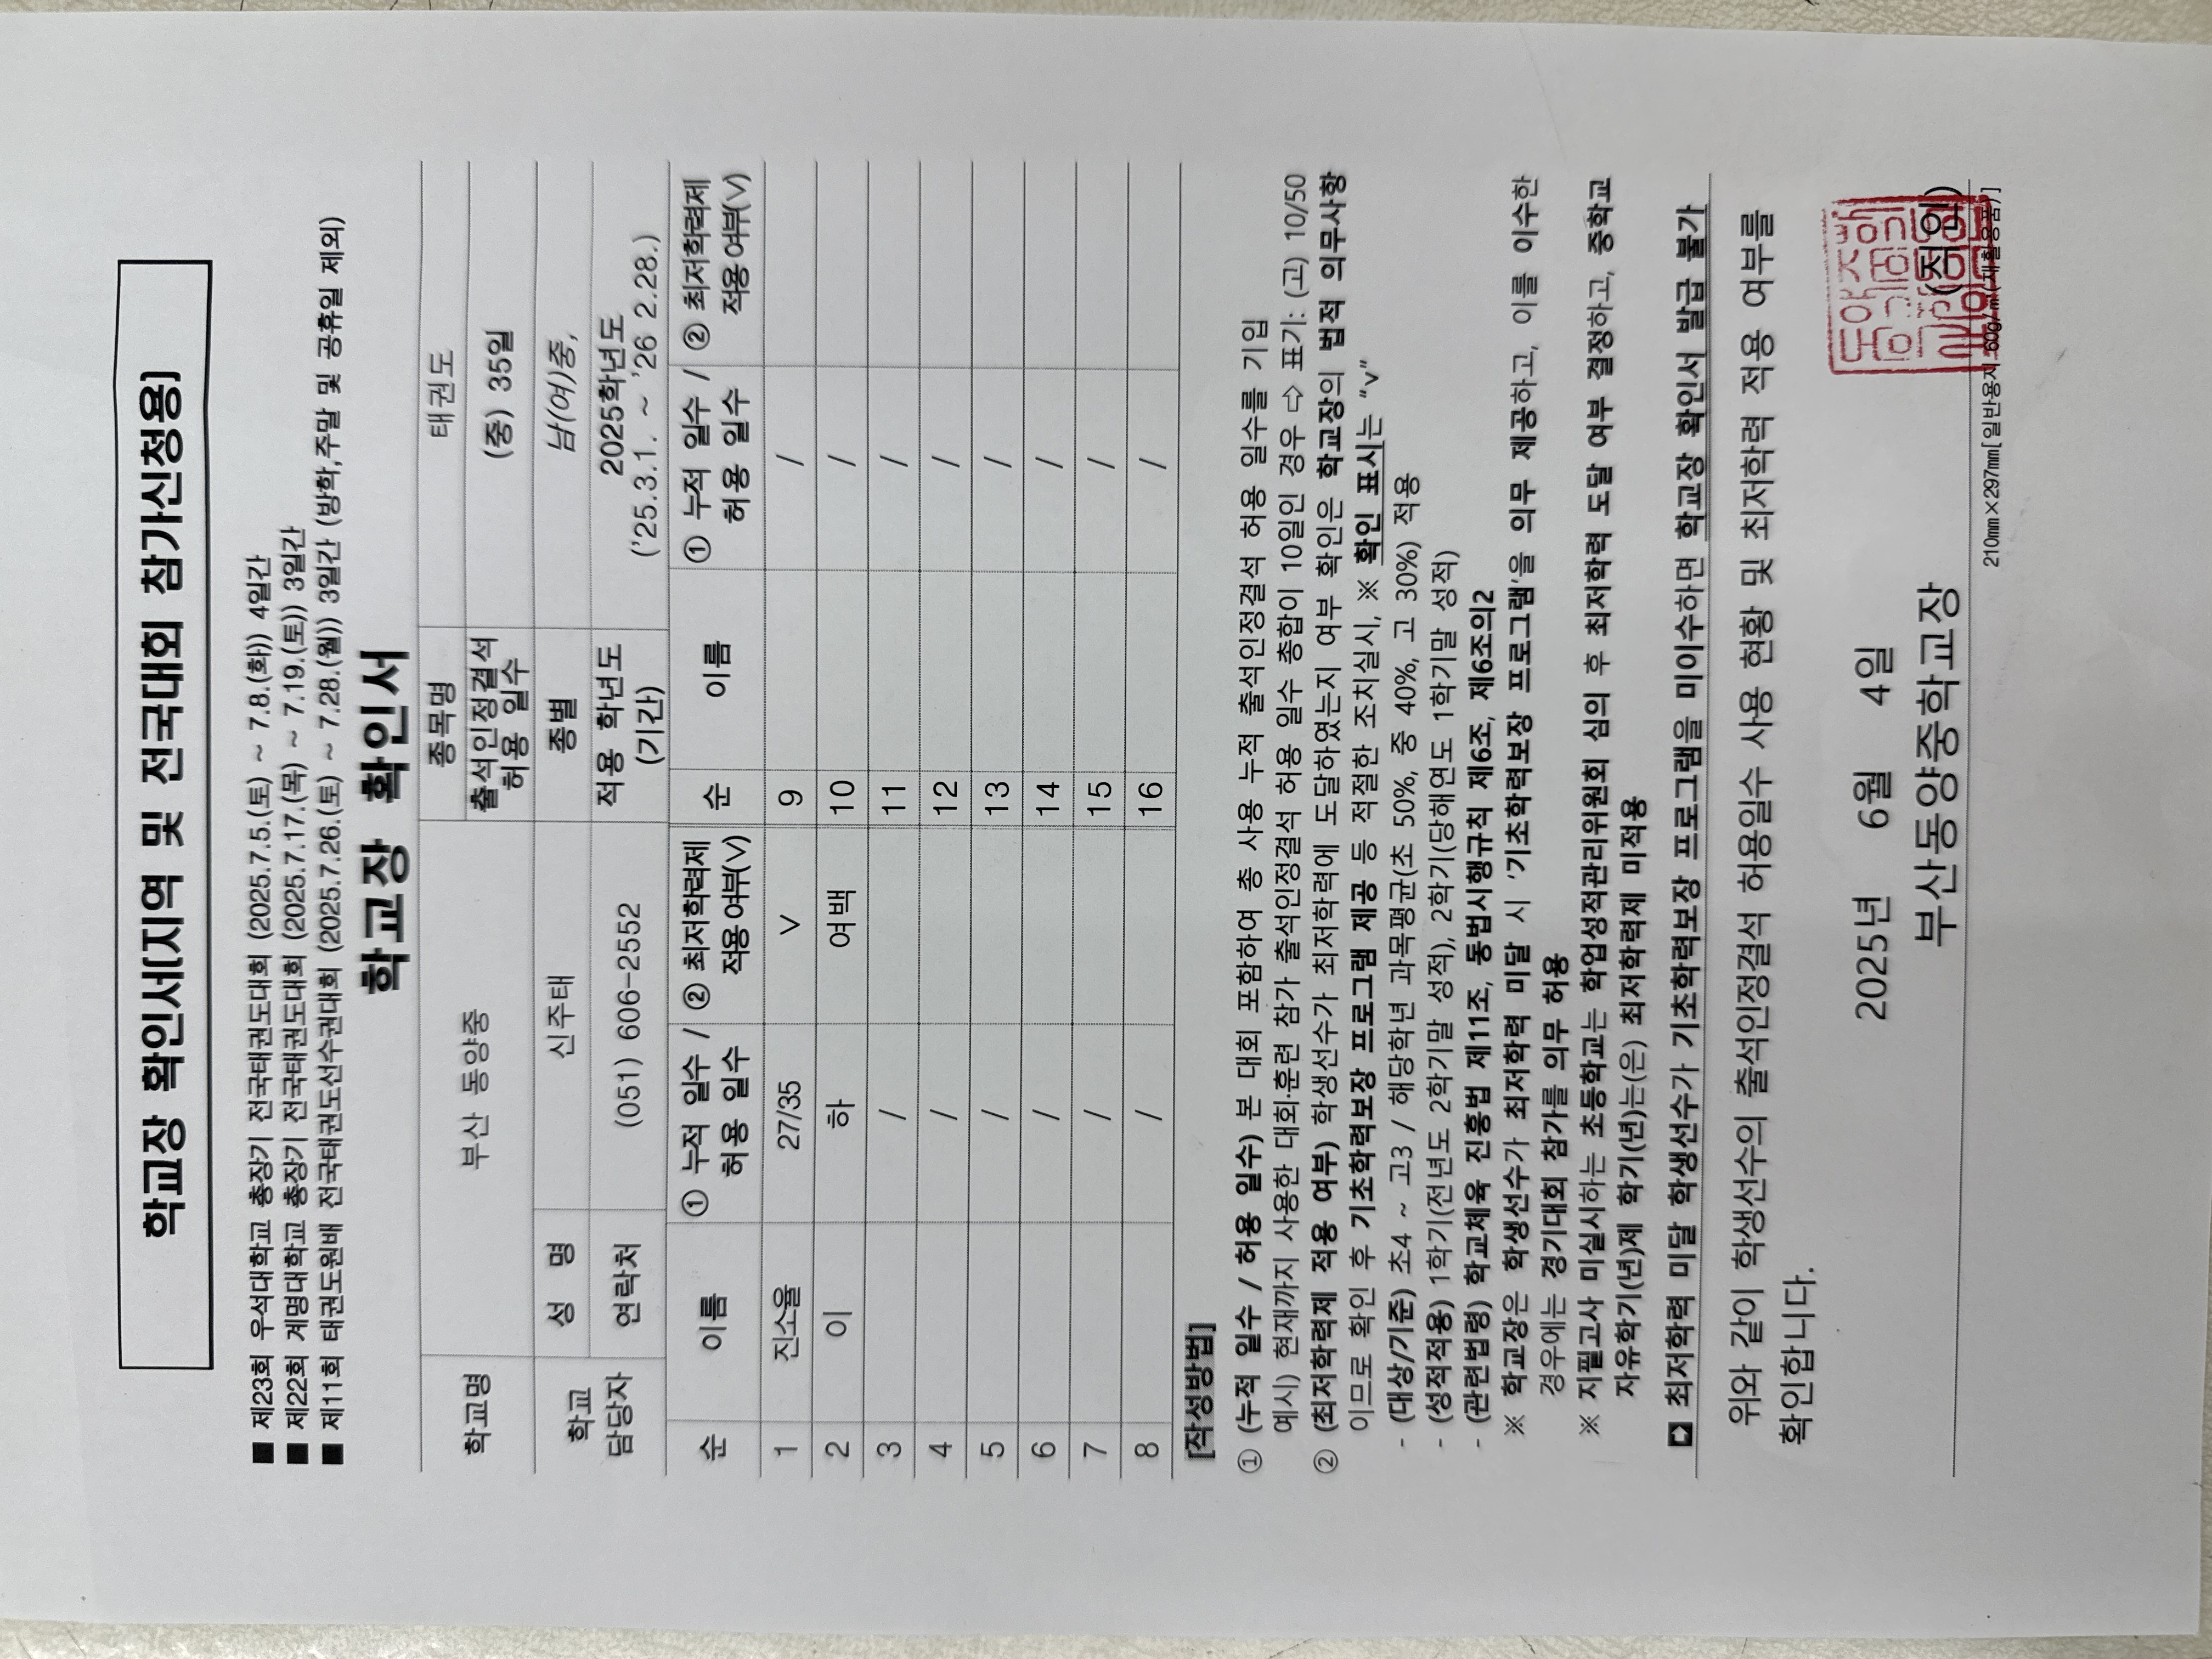 학교장 확인서(지역 및 전국대회 참가신청용)
■ 제23회 우석대학교 총장기 전국태권도대회 (2025.7.5.(토) ~ 7.8.(화)) 4일간
■ 제22회 계명대학교 총장기 전국태권도대회 (2025.7.17.(목) ~ 7.19.(토)) 3일간
■ 제11회 태권도원배 전국태권도선수권대회 (2025.7.26.(토) ~ 7.28.(월)) 3일간 (방학,주말 및 공휴일 제외)
학교장 확인서
학교명 부산 동양중 종목명 태권도
출석인정결석 허용 일수 (중) 35일
학교 담당자 성 명 신주태 종별 남(여)중,
연락처 (051) 606-2552 적용 학년도 (기간) 2025학년도 ('25.3.1. ~ '26 2.28.)
순 이름 ① 누적 일수 / 허용 일수 ② 최저학력제 적용여부(V) 순 이름 ① 누적 일수 / 허용 일수 ② 최저학력제 적용여부(V)
1 진소율 27/35 V 9 /
2 이 하 여백 10 /
3 / 11 /
4 / 12 /
5 / 13 /
6 / 14 /
7 / 15 /
8 / 16 /
[작성방법]
① (누적 일수 / 허용 일수) 본 대회 포함하여 총 사용 누적 출석인정결석 허용 일수를 기입
예시) 현재까지 사용한 대회·훈련 참가 출석인정결석 허용 일수 총합이 10일인 경우 ⇨ 표기: (고) 10/50
② (최저학력제 적용 여부) 학생선수가 최저학력에 도달하였는지 여부 확인은 학교장의 법적 의무사항
이므로 확인 후 기초학력보장 프로그램 제공 등 적절한 조치실시, ※ 확인 표시는 “v”
- (대상/기준) 초4 ~ 고3 / 해당학년 과목평균(초 50%, 중 40%, 고 30%) 적용
- (성적적용) 1학기(전년도 2학기말 성적), 2학기(당해연도 1학기말 성적)
- (관련법령) 학교체육 진흥법 제11조, 동법시행규칙 제6조, 제6조의2
※ 학교장은 학생선수가 최저학력 미달 시 ‘기초학력보장 프로그램’을 의무 제공하고, 이를 이수한
경우에는 경기대회 참가를 의무 허용
※ 지필고사 미실시하는 초등학교는 학업성적관리위원회 심의 후 최저학력 도달 여부 결정하고, 중학교
자유학기(년)제 학기(년)는(은) 최저학력제 미적용
➲ 최저학력 미달 학생선수가 기초학력보장 프로그램을 미이수하면 학교장 확인서 발급 불가
위와 같이 학생선수의 출석인정결석 허용일수 사용 현황 및 최저학력 적용 여부를
확인합니다.
2025년 6월 4일
부산동양중학교장 (직인)
210㎜×297㎜[일반용지 60g/㎡(재활용품)]